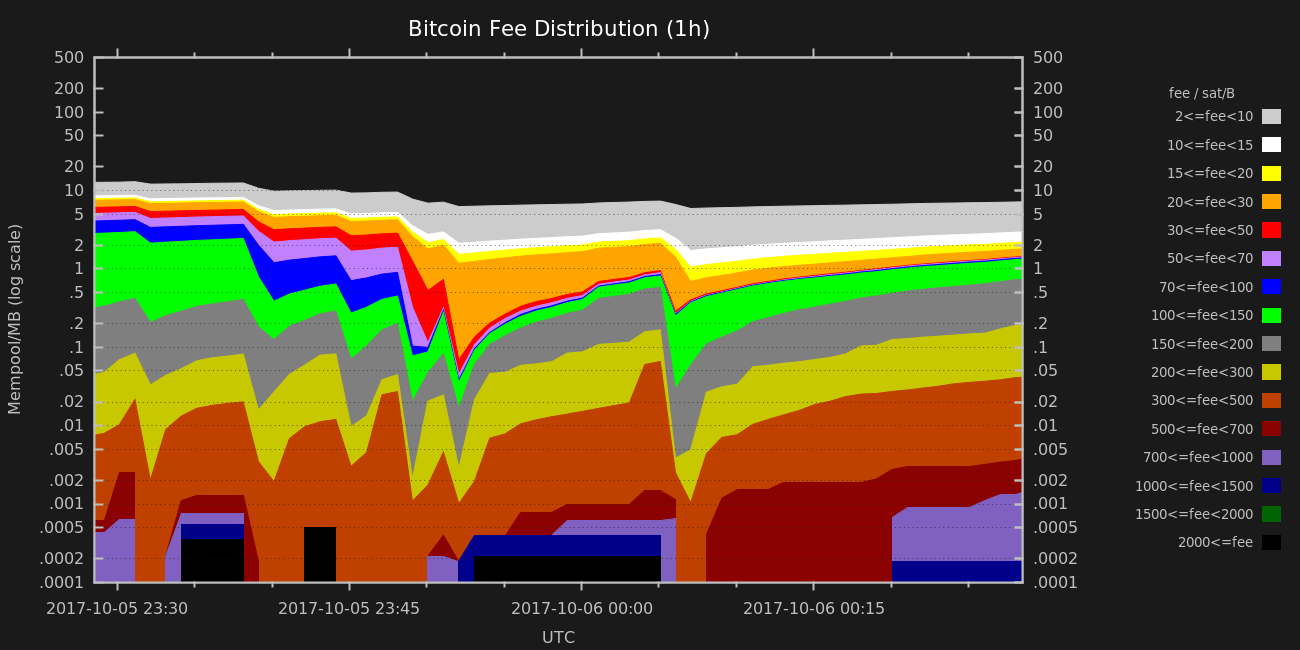 Bitcoin Fee Distribution (1h)
500 500
200 200
100 100
50 50
20 20
10 10
5 5
2 2
1 1
.5 .5
.2 .2
.1 .1
.05 .05
.02 .02
.01 .01
.005 .005
.002 .002
.001 .001
.0005 .0005
.0002 .0002
.0001 .0001
Mempool/MB (log scale)
2017-10-05 23:30 2017-10-05 23:45 2017-10-06 00:00 2017-10-06 00:15
UTC
fee / sat/B
2<=fee<10
10<=fee<15
15<=fee<20
20<=fee<30
30<=fee<50
50<=fee<70
70<=fee<100
100<=fee<150
150<=fee<200
200<=fee<300
300<=fee<500
500<=fee<700
700<=fee<1000
1000<=fee<1500
1500<=fee<2000
2000<=fee